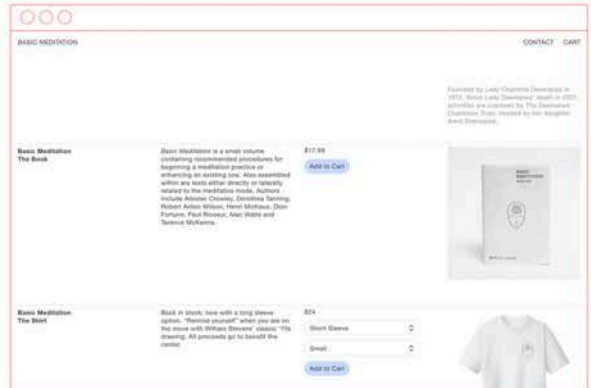 BASIC MEDITATION
CONTACT CART
Founded by Lady Charlotte Desmarais in
1972. Since Lady Desmarais' death in 2001,
activities are overseen by The Desmarais
Charitable Trust, headed by her daughter
Basic Meditation
The Book
Basic Meditation is a small volume
containing recommended procedures for
beginning a meditation practice or
enhancing an existing one. Also assembled
within are texts either directly or laterally
related to the meditative mode. Authors
include Aleister Crowley, Dorothea Tanning,
Robert Anton Wilson, Henri Michaux, Dion
Fortune, Paul Ricoeur, Alan Watts and
Terence McKenna.
$17.99
Add to Cart
BASIC
MEDITATION
Basic Meditation
The Shirt
Back in stock, now with a long sleeve
option. "Remind yourself" when you are on
the move with William Stevens' classic '70s
drawing. All proceeds go to benefit the
center.
$24
Short Sleeve
Small
Add to Cart